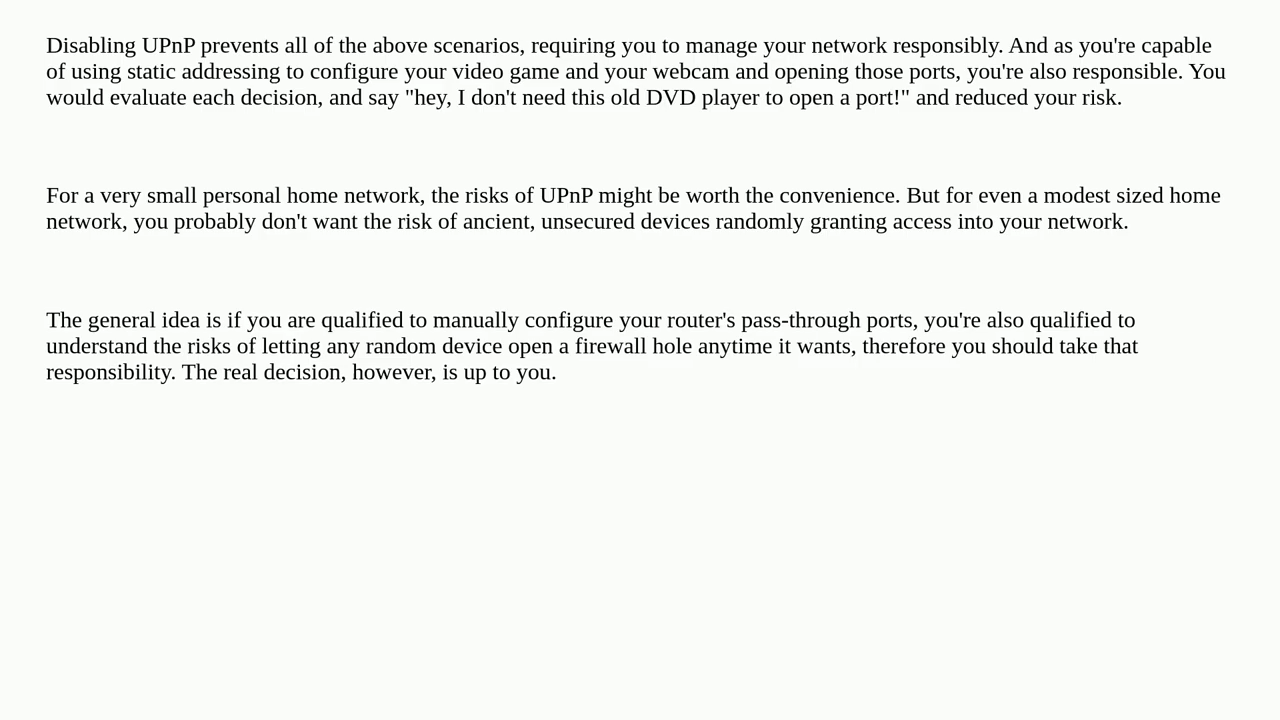 Disabling UPnP prevents all of the above scenarios, requiring you to manage your network responsibly. And as you're capable
of using static addressing to configure your video game and your webcam and opening those ports, you're also responsible. You
would evaluate each decision, and say "hey, I don't need this old DVD player to open a port!" and reduced your risk.
For a very small personal home network, the risks of UPnP might be worth the convenience. But for even a modest sized home
network, you probably don't want the risk of ancient, unsecured devices randomly granting access into your network.
The general idea is if you are qualified to manually configure your router's pass-through ports, you're also qualified to
understand the risks of letting any random device open a firewall hole anytime it wants, therefore you should take that
responsibility. The real decision, however, is up to you.